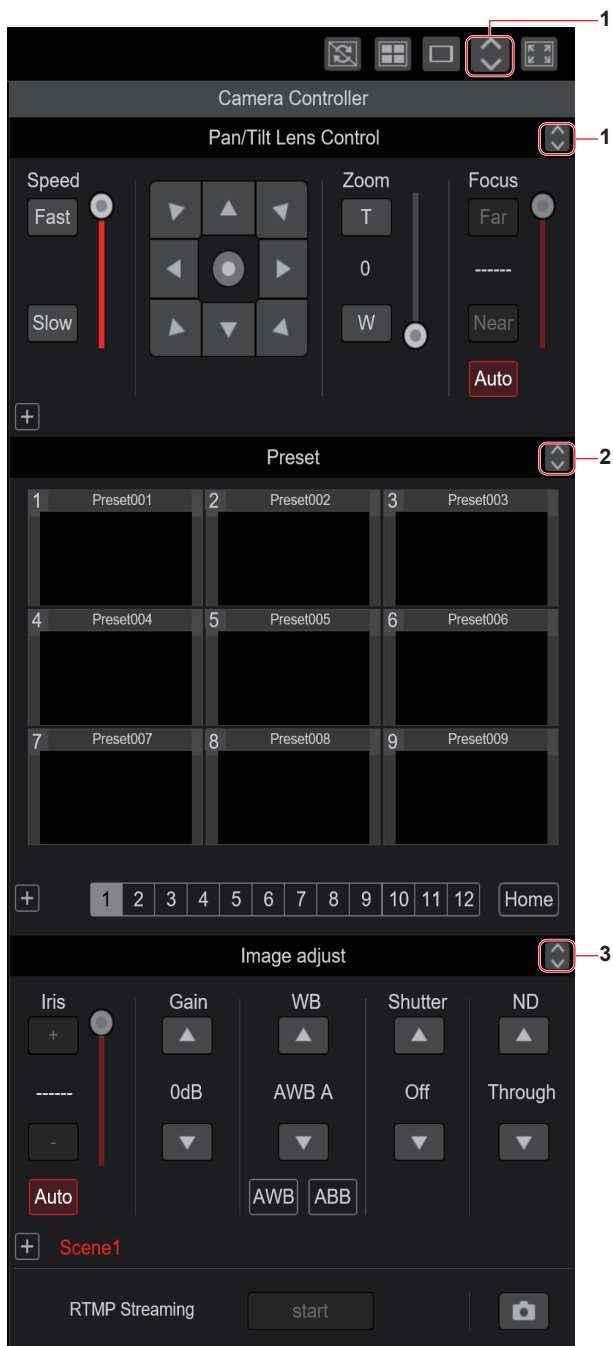 1
Camera Controller
Pan/Tilt Lens Control
1
Speed
Zoom
Focus
Fast
T
Far
0
------
Slow
W
Near
Auto
+
Preset
2
1 Preset001
2 Preset002
3 Preset003
4 Preset004
5 Preset005
6 Preset006
7 Preset007
8 Preset008
9 Preset009
+
1 2 3 4 5 6 7 8 9 10 11 12
Home
Image adjust
3
Iris
Gain
WB
Shutter
ND
+
------
0dB
AWB A
Off
Through
-
Auto
AWB
ABB
+ Scene1
RTMP Streaming
start